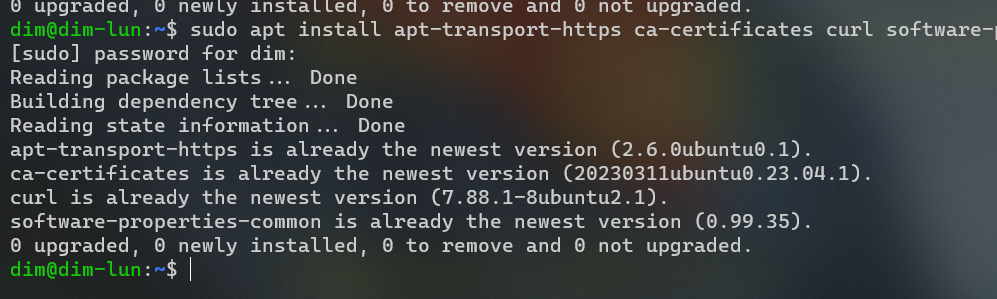 0 upgraded, 0 newly installed, 0 to remove and 0 not upgraded.
dim@dim-lun:~$ sudo apt install apt-transport-https ca-certificates curl software-
[sudo] password for dim:
Reading package lists... Done
Building dependency tree... Done
Reading state information... Done
apt-transport-https is already the newest version (2.6.0ubuntu0.1).
ca-certificates is already the newest version (20230311ubuntu0.23.04.1).
curl is already the newest version (7.88.1-8ubuntu2.1).
software-properties-common is already the newest version (0.99.35).
0 upgraded, 0 newly installed, 0 to remove and 0 not upgraded.
dim@dim-lun:~$